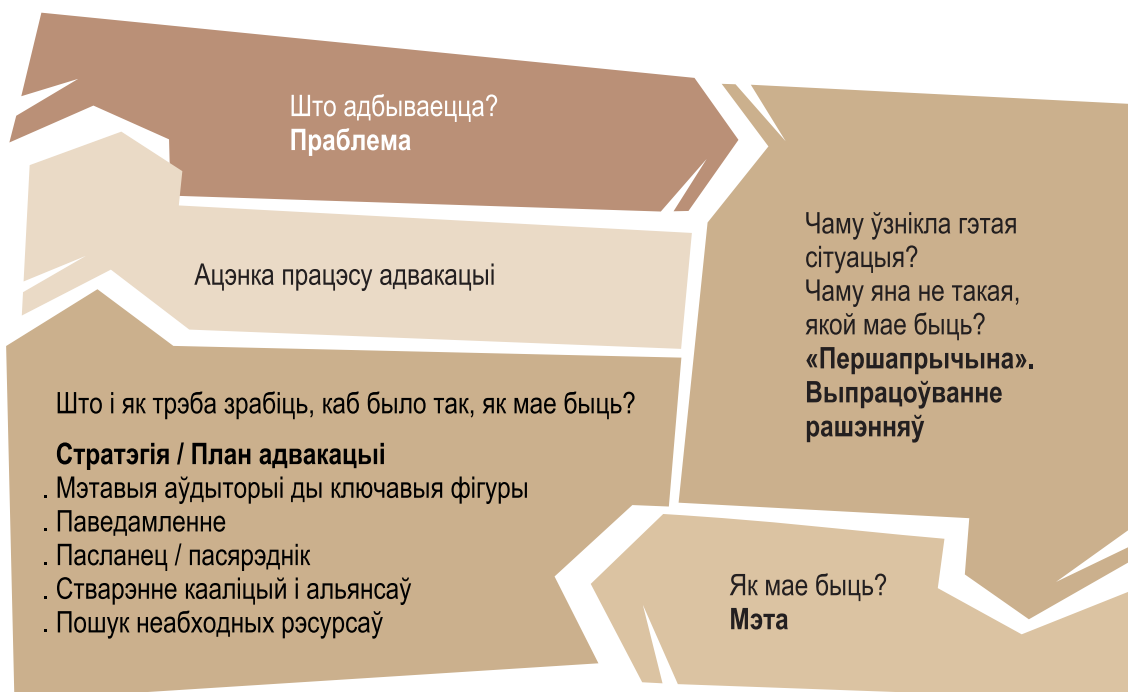 Што адбываецца?
Праблема
Чаму ўзнікла гэтая
сітуацыя?
Чаму яна не такая,
якой мае быць?
«Першапрычына».
Выпрацоўванне
рашэнняў
Як мае быць?
Мэта
Што і як трэба зрабіць, каб было так, як мае быць?
Стратэгія / План адвакацыі
. Мэтавыя аўдыторыі ды ключавыя фігуры
. Паведамленне
. Пасланец / пасярэднік
. Стварэнне кааліцый і альянсаў
. Пошук неабходных рэсурсаў
Ацэнка працэсу адвакацыі